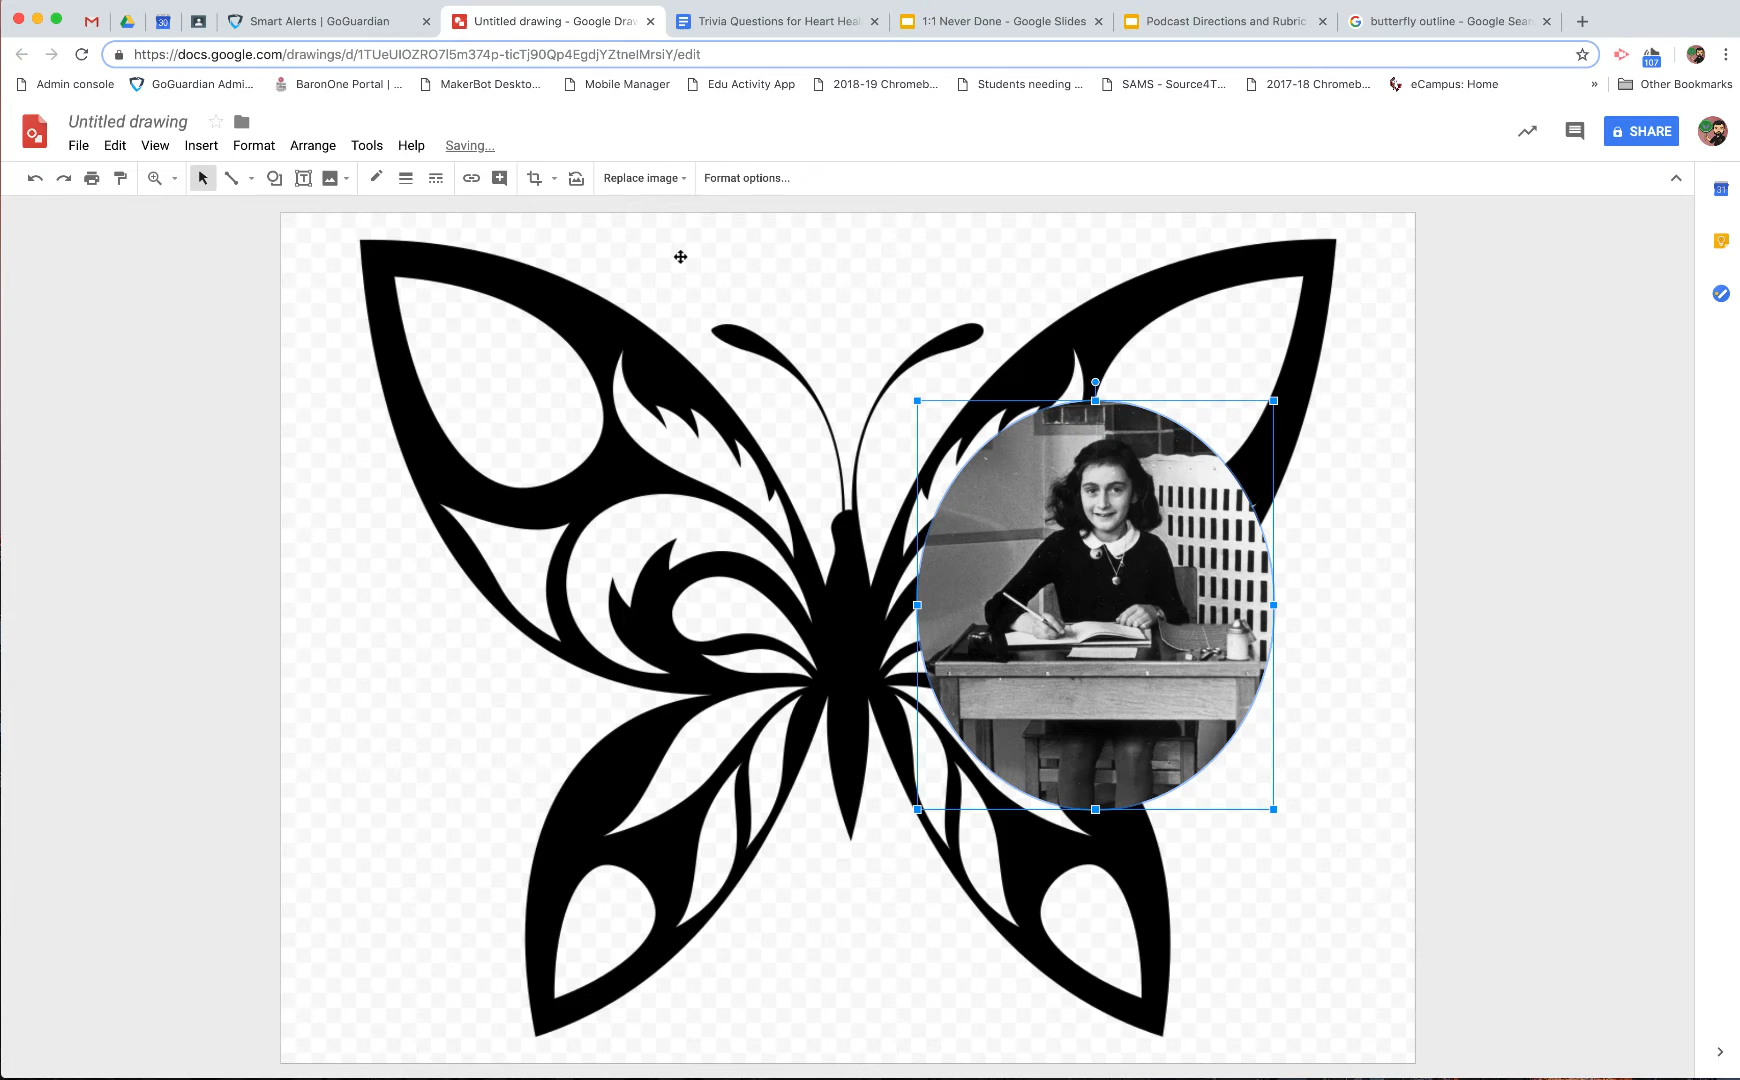 Smart Alerts | GoGuardian
Untitled drawing - Google Draw
Trivia Questions for Heart Heal
1:1 Never Done - Google Slides
Podcast Directions and Rubric
butterfly outline - Google Sear
https://docs.google.com/drawings/d/1TUeUIOZRO7l5m374p-ticTj90Qp4EgdjYZtnelMrsiY/edit
107
Admin console
GoGuardian Admi...
BaronOne Portal | ...
MakerBot Deskto...
Mobile Manager
Edu Activity App
2018-19 Chromeb...
Students needing ...
SAMS - Source4T...
2017-18 Chromeb...
eCampus: Home
»
Other Bookmarks
Untitled drawing
File Edit View Insert Format Arrange Tools Help Saving...
SHARE
Replace image
Format options...
31